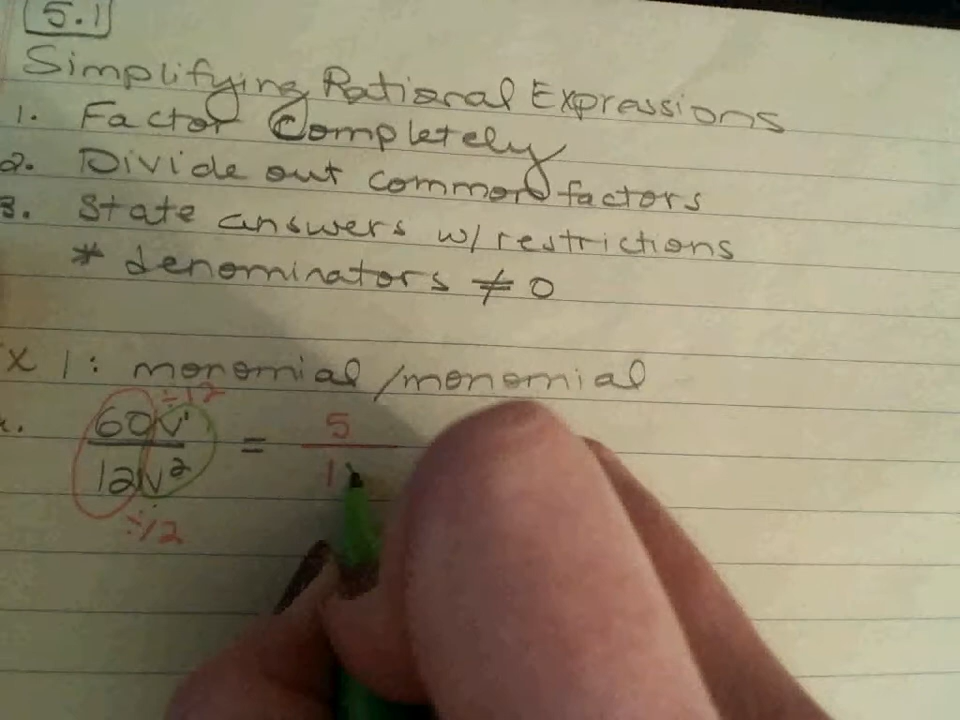 5.1
Simplifying Rational Expressions
1. Factor Completely
2. Divide out common factors
3. State answers w/ restrictions
* denominators ≠ 0
x 1: monomial/monomial
÷12
60v¹ / 12v² = 5 / 1
÷12